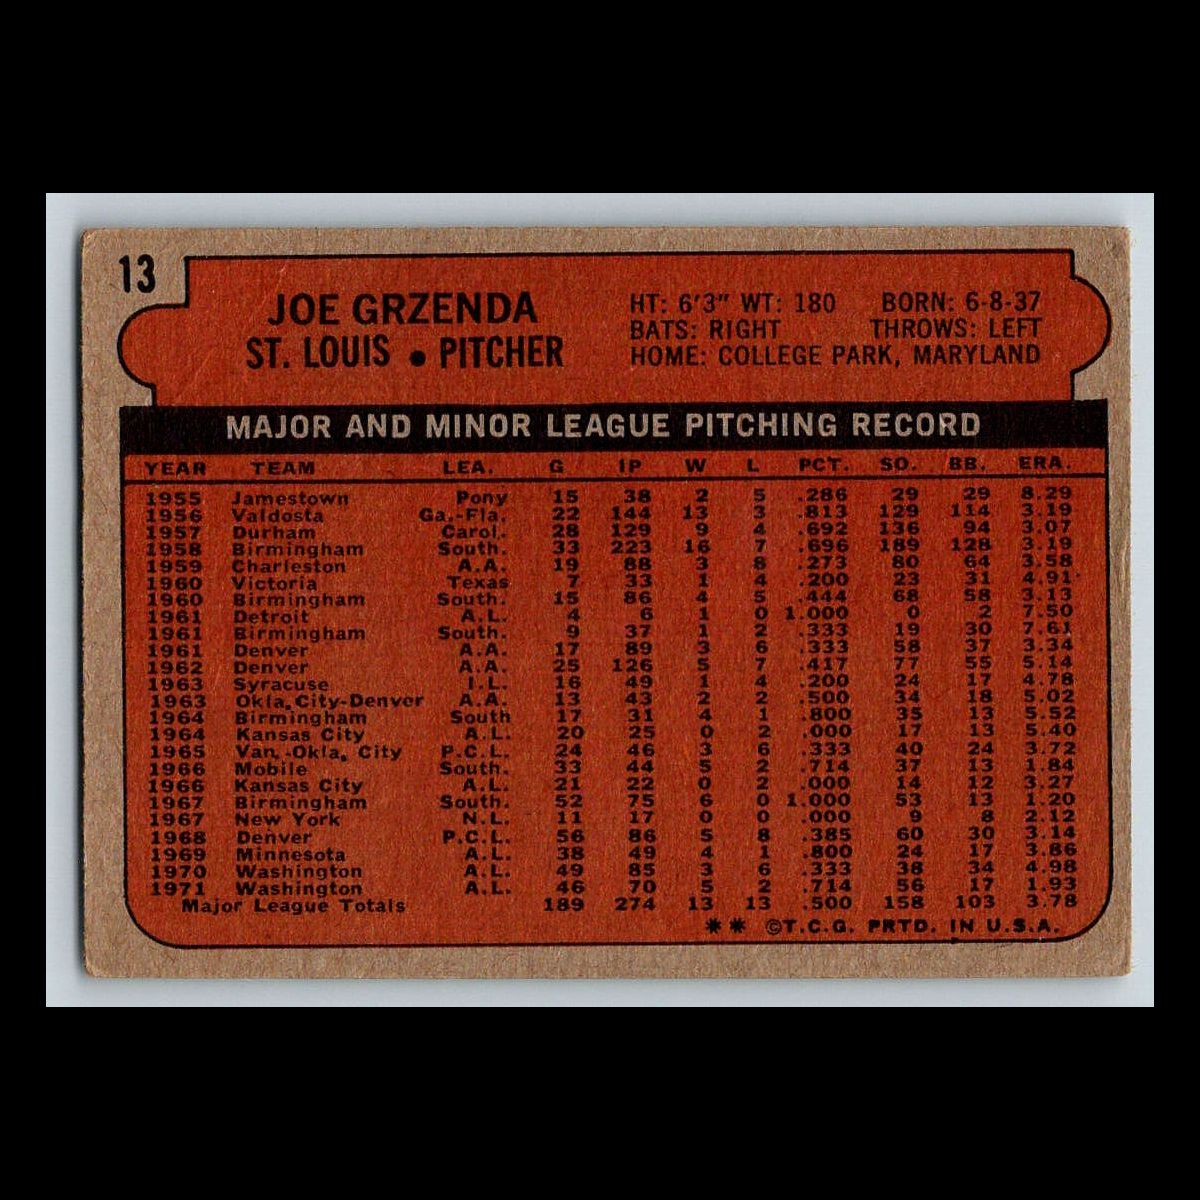 13
JOE GRZENDA
ST. LOUIS • PITCHER
HT: 6'3" WT: 180 BORN: 6-8-37
BATS: RIGHT THROWS: LEFT
HOME: COLLEGE PARK, MARYLAND
MAJOR AND MINOR LEAGUE PITCHING RECORD
YEAR TEAM LEA. G IP W L PCT. SO. BB. ERA.
1955 Jamestown Pony 15 38 2 5 .286 29 29 8.29
1956 Valdosta Ga.-Fla. 22 144 13 3 .813 129 114 3.19
1957 Durham Carol. 28 129 9 4 .692 136 94 3.07
1958 Birmingham South. 33 223 16 7 .696 189 128 3.19
1959 Charleston A.A. 19 88 3 8 .273 80 64 3.58
1960 Victoria Texas 7 33 1 4 .200 23 31 4.91
1960 Birmingham South. 15 86 4 5 .444 68 58 3.13
1961 Detroit A.L. 4 6 1 0 1.000 0 2 7.50
1961 Birmingham South. 9 37 1 2 .333 19 30 7.61
1961 Denver A.A. 17 89 3 6 .333 58 37 3.34
1962 Denver A.A. 25 126 5 7 .417 77 55 5.14
1963 Syracuse I.L. 16 49 1 4 .200 24 17 4.78
1963 Okla. City-Denver A.A. 13 43 2 2 .500 34 18 5.02
1964 Birmingham South 17 31 4 1 .800 35 13 5.52
1964 Kansas City A.L. 20 25 0 2 .000 17 13 5.40
1965 Van.-Okla. City P.C.L. 24 46 3 6 .333 40 24 3.72
1966 Mobile South. 33 44 5 2 .714 37 13 1.84
1966 Kansas City A.L. 21 22 0 2 .000 14 12 3.27
1967 Birmingham South. 52 75 6 0 1.000 53 13 1.20
1967 New York N.L. 11 17 0 0 .000 9 8 2.12
1968 Denver P.C.L. 56 86 5 8 .385 60 30 3.14
1969 Minnesota A.L. 38 49 4 1 .800 24 17 3.86
1970 Washington A.L. 49 85 3 6 .333 38 34 4.98
1971 Washington A.L. 46 70 5 2 .714 56 17 1.93
Major League Totals 189 274 13 13 .500 158 103 3.78
** ©T.C.G. PRTD. IN U.S.A.